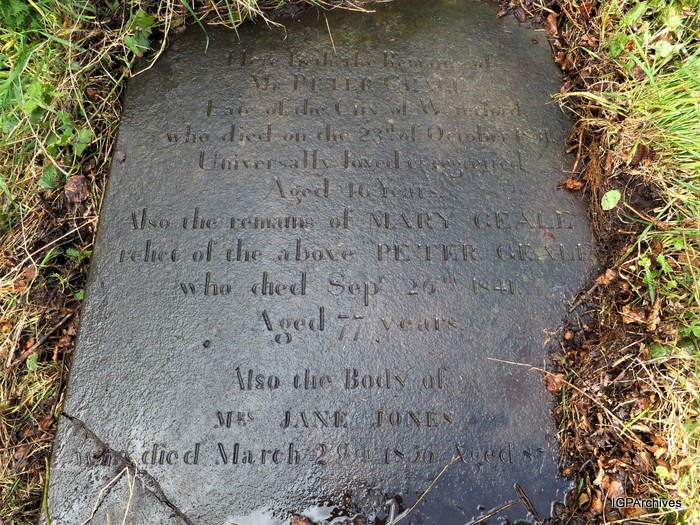 Here lieth the Remains of
Mr PETER GEALE
Late of the City of Waterford
who died on the 23rd of October
Universally loved & regretted
Aged 46 Years.
Also the remains of MARY GEALE
relict of the above PETER GEALE
who died Sepr 26th 1841
Aged 77 years.
Also the Body of
Mrs JANE JONES
who died March 29th 1856 Aged
IGPArchives